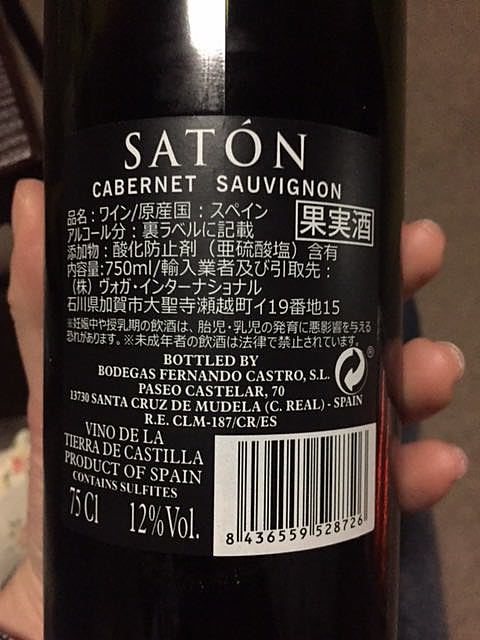 SATÓN
CABERNET SAUVIGNON
品名：ワイン/原産国：スペイン
アルコール分：裏ラベルに記載
果実酒
添加物：酸化防止剤（亜硫酸塩）含有
内容量:750ml/輸入業者及び引取先：
（株）ヴォガ・インターナショナル
石川県加賀市大聖寺瀬越町イ19番地15
※妊娠中や授乳期の飲酒は、胎児・乳児の発育に悪影響を与える
恐れがあります。※未成年者の飲酒は法律で禁止されています。
BOTTLED BY
BODEGAS FERNANDO CASTRO, S.L.
PASEO CASTELAR, 70
13730 SANTA CRUZ DE MUDELA (C. REAL) - SPAIN
R.E. CLM-187/CR/ES
®
VINO DE LA
TIERRA DE CASTILLA
PRODUCT OF SPAIN
CONTAINS SULFITES
75 Cl 12% Vol.
8 436559 528726